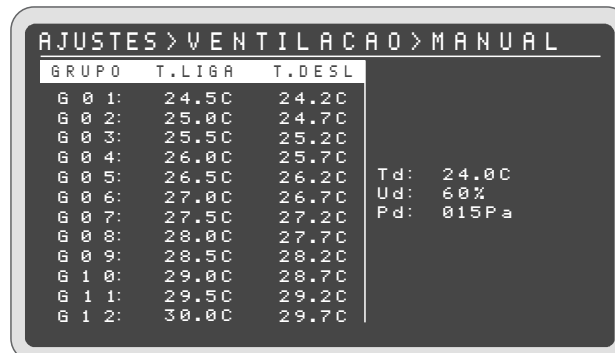 AJUSTES>VENTILACAO>MANUAL
GRUPO T.LIGA T.DESL
G01: 24.5C 24.2C
G02: 25.0C 24.7C
G03: 25.5C 25.2C
G04: 26.0C 25.7C
G05: 26.5C 26.2C
G06: 27.0C 26.7C
G07: 27.5C 27.2C
G08: 28.0C 27.7C
G09: 28.5C 28.2C
G10: 29.0C 28.7C
G11: 29.5C 29.2C
G12: 30.0C 29.7C
Td: 24.0C
Ud: 60%
Pd: 015Pa